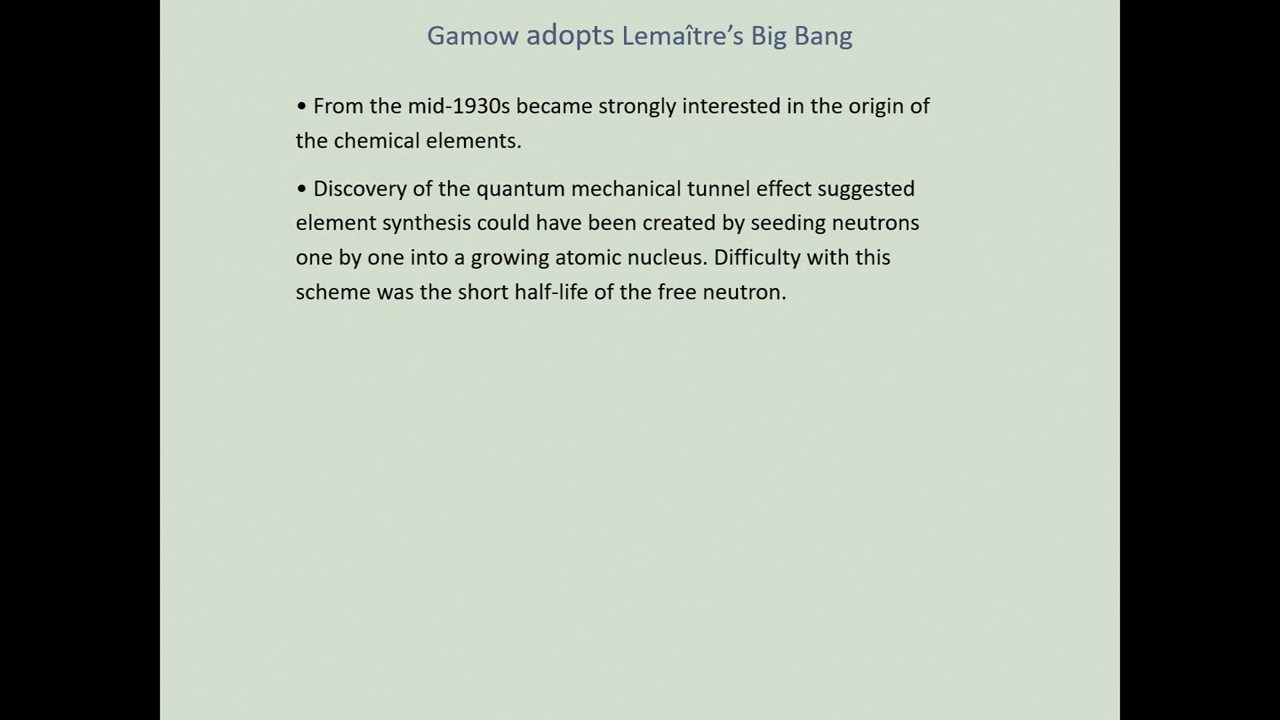 Gamow adopts Lemaître’s Big Bang
• From the mid-1930s became strongly interested in the origin of
the chemical elements.
• Discovery of the quantum mechanical tunnel effect suggested
element synthesis could have been created by seeding neutrons
one by one into a growing atomic nucleus. Difficulty with this
scheme was the short half-life of the free neutron.